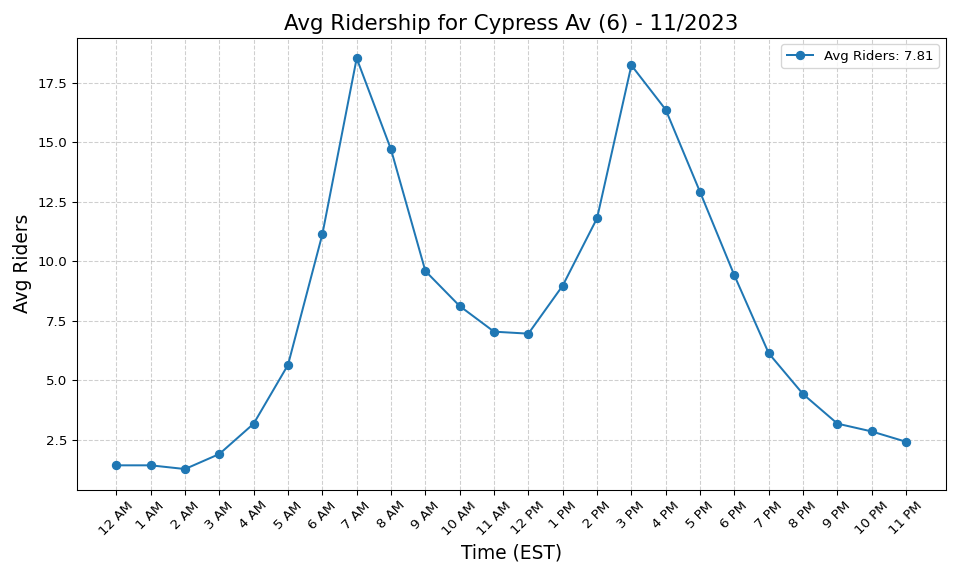 Avg Ridership for Cypress Av (6) - 11/2023
Avg Riders: 7.81
Avg Riders
17.5
15.0
12.5
10.0
7.5
5.0
2.5
12 AM
1 AM
2 AM
3 AM
4 AM
5 AM
6 AM
7 AM
8 AM
9 AM
10 AM
11 AM
12 PM
1 PM
2 PM
3 PM
4 PM
5 PM
6 PM
7 PM
8 PM
9 PM
10 PM
11 PM
Time (EST)